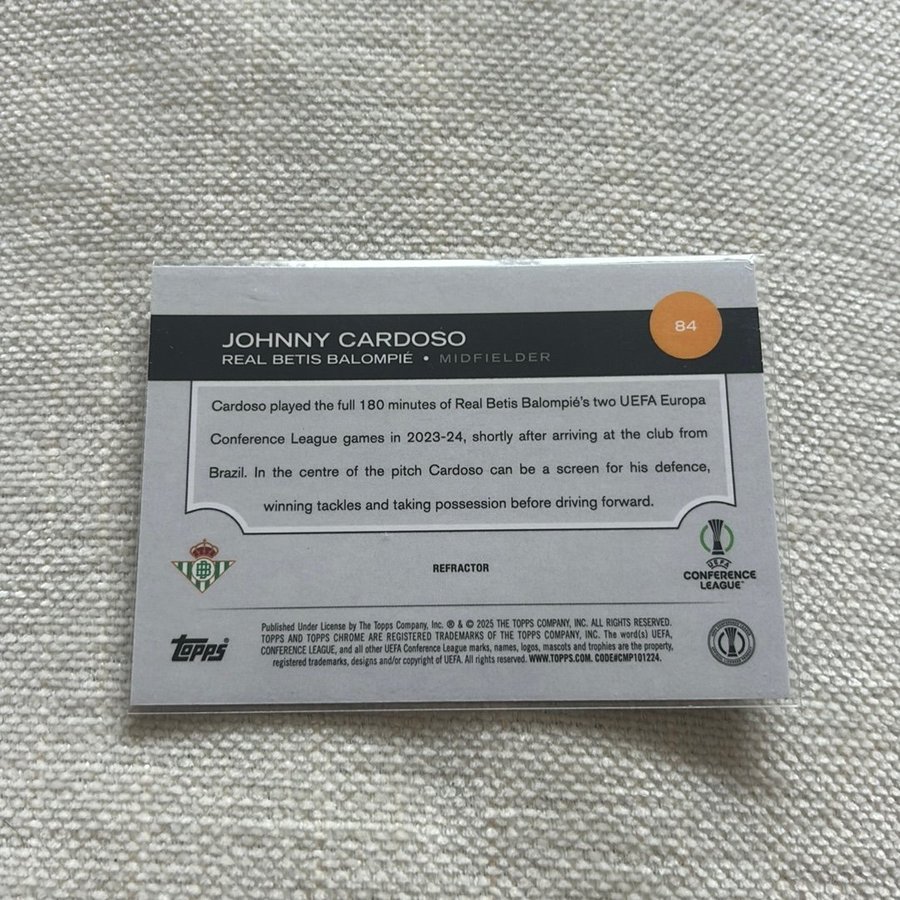 84
JOHNNY CARDOSO
REAL BETIS BALOMPIÉ • MIDFIELDER
Cardoso played the full 180 minutes of Real Betis Balompié's two UEFA Europa
Conference League games in 2023-24, shortly after arriving at the club from
Brazil. In the centre of the pitch Cardoso can be a screen for his defence,
winning tackles and taking possession before driving forward.
REFRACTOR
UEFA
CONFERENCE
LEAGUE™
topps®
Published Under License by The Topps Company, Inc. ® & © 2025 THE TOPPS COMPANY, INC. ALL RIGHTS RESERVED.
TOPPS AND TOPPS CHROME ARE REGISTERED TRADEMARKS OF THE TOPPS COMPANY, INC. The word(s) UEFA,
CONFERENCE LEAGUE, and all other UEFA Conference League marks, names, logos, mascots and trophies are the property,
registered trademarks, designs and/or copyright of UEFA. All rights reserved. WWW.TOPPS.COM. CODE#CMP101224.